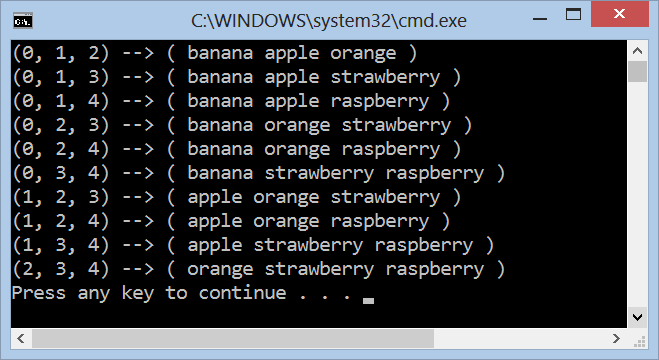 C:\WINDOWS\system32\cmd.exe
(0, 1, 2) --> ( banana apple orange )
(0, 1, 3) --> ( banana apple strawberry )
(0, 1, 4) --> ( banana apple raspberry )
(0, 2, 3) --> ( banana orange strawberry )
(0, 2, 4) --> ( banana orange raspberry )
(0, 3, 4) --> ( banana strawberry raspberry )
(1, 2, 3) --> ( apple orange strawberry )
(1, 2, 4) --> ( apple orange raspberry )
(1, 3, 4) --> ( apple strawberry raspberry )
(2, 3, 4) --> ( orange strawberry raspberry )
Press any key to continue . . .